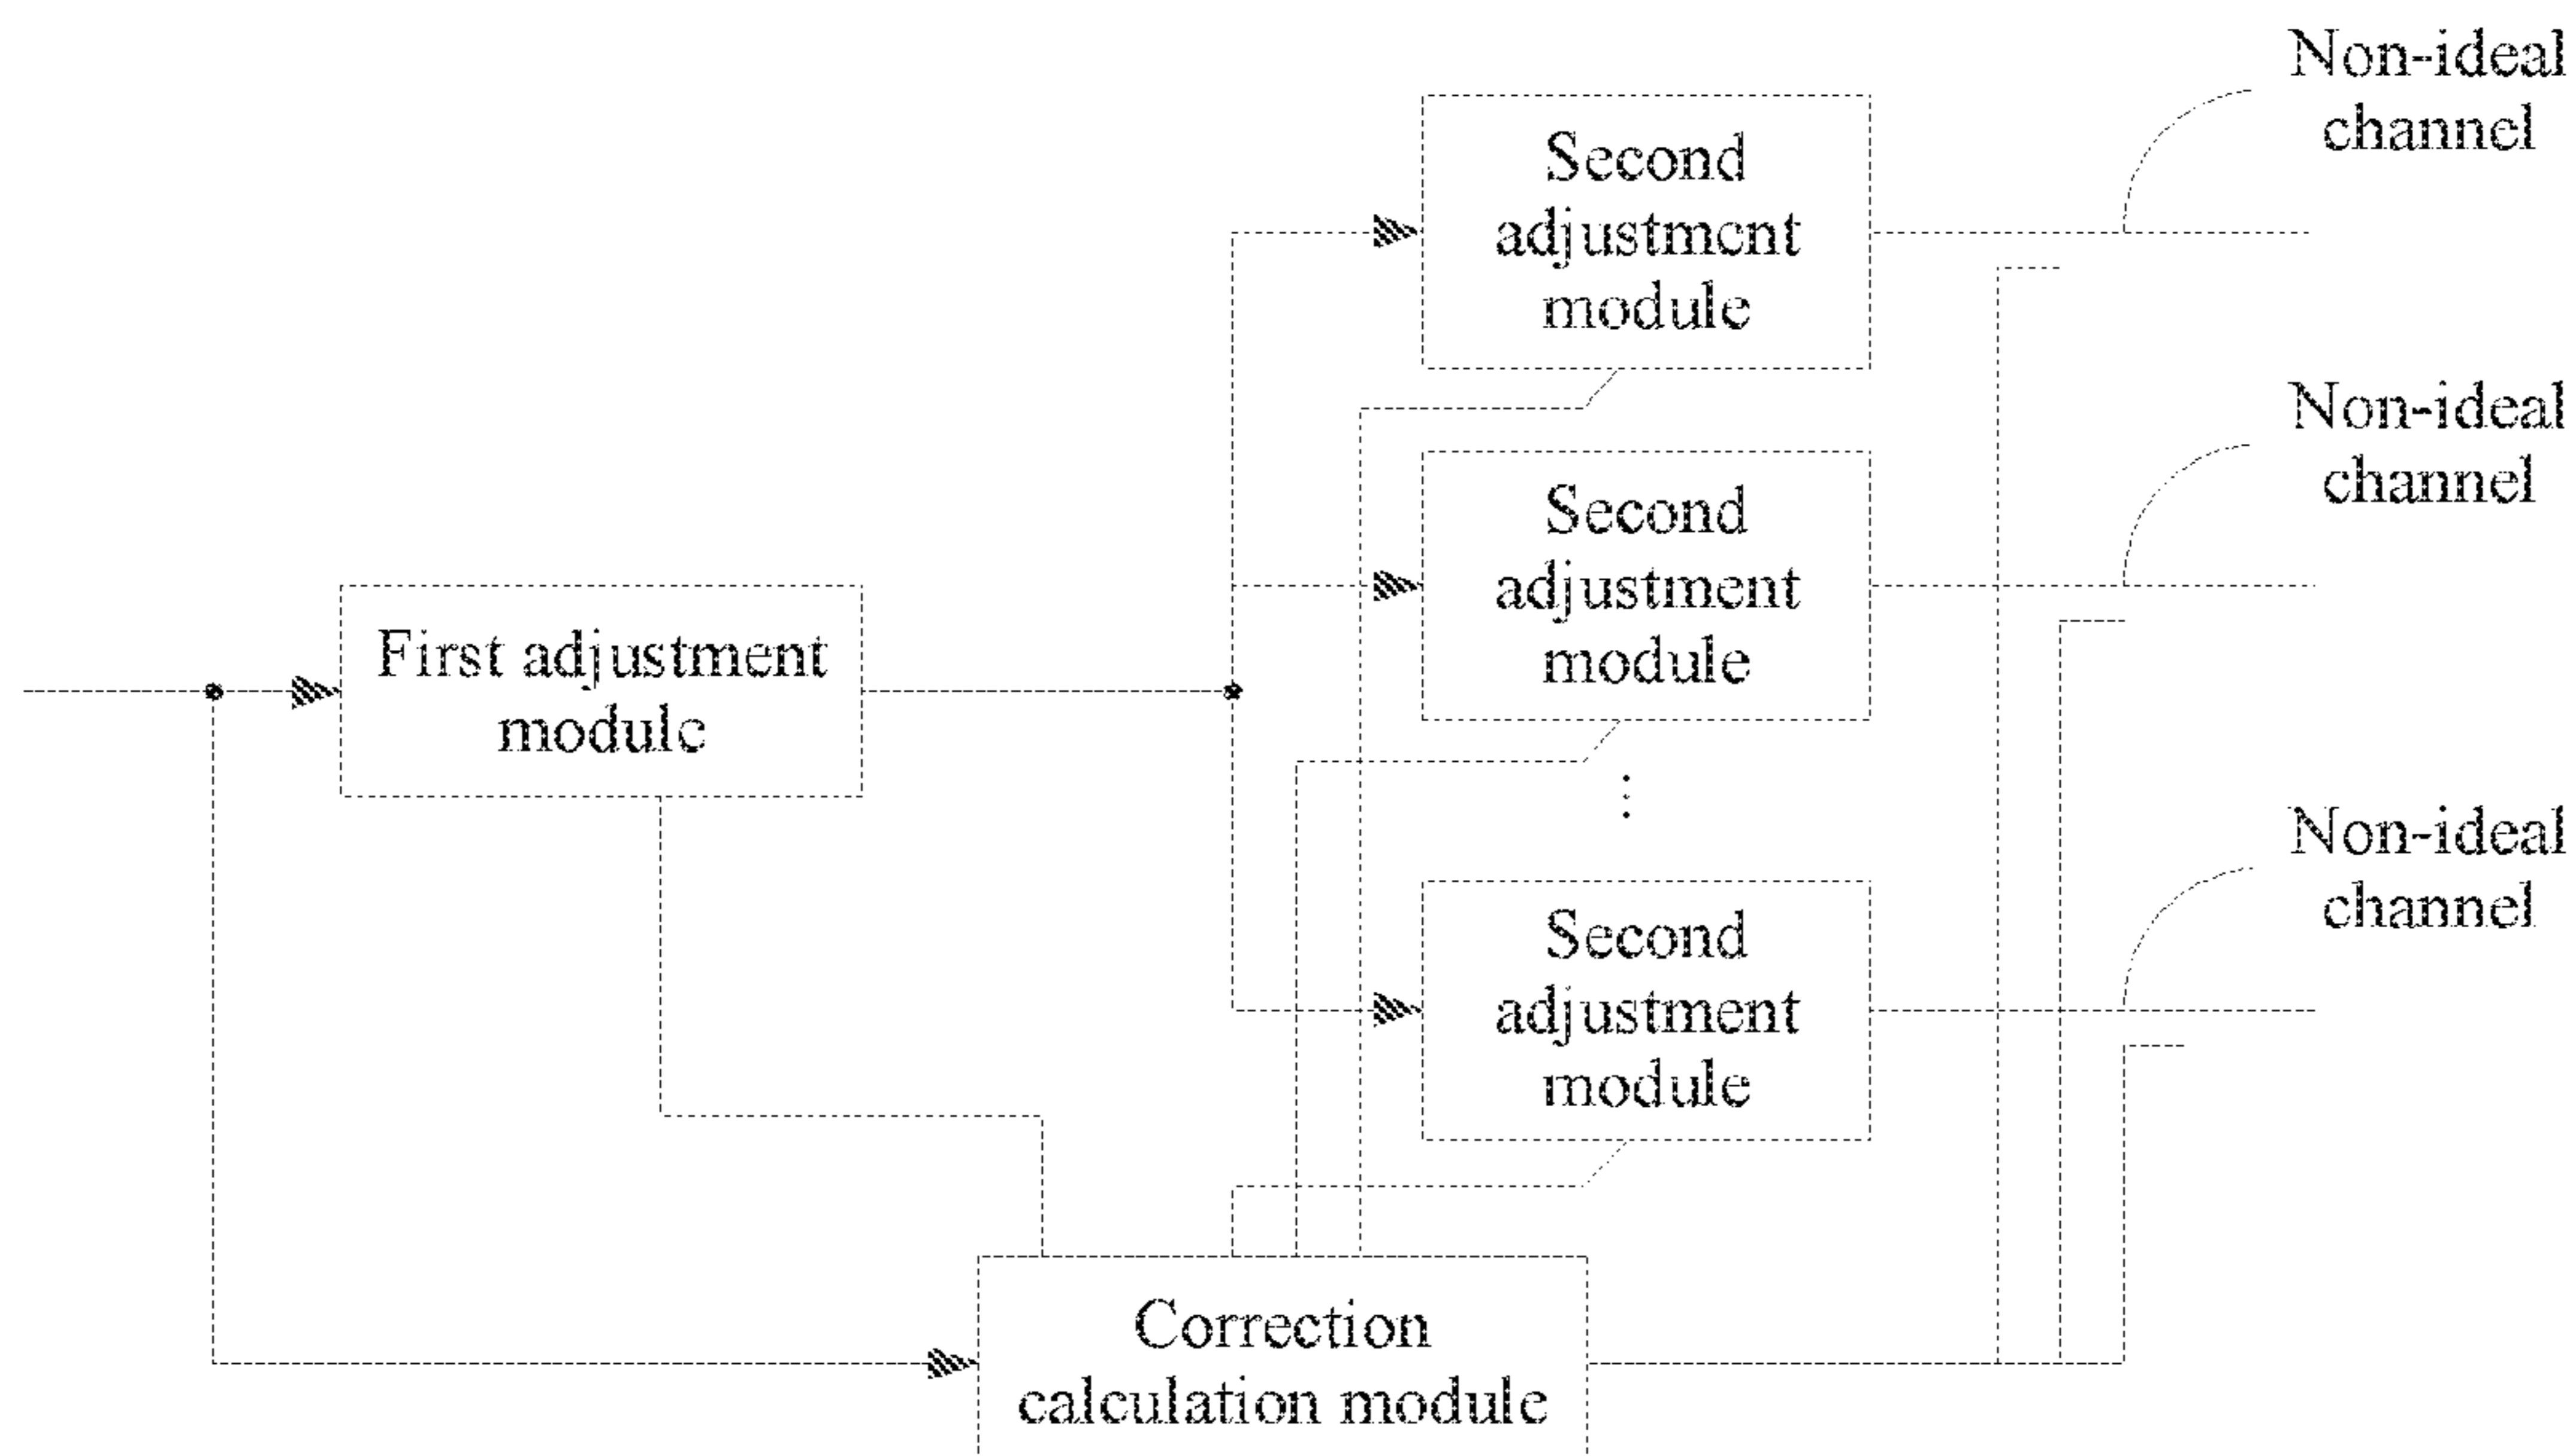 Non-ideal
channel
Second
adjustment
module
Non-ideal
channel
Second
adjustment
module
First adjustment
module
Non-ideal
channel
Second
adjustment
module
Correction
calculation module